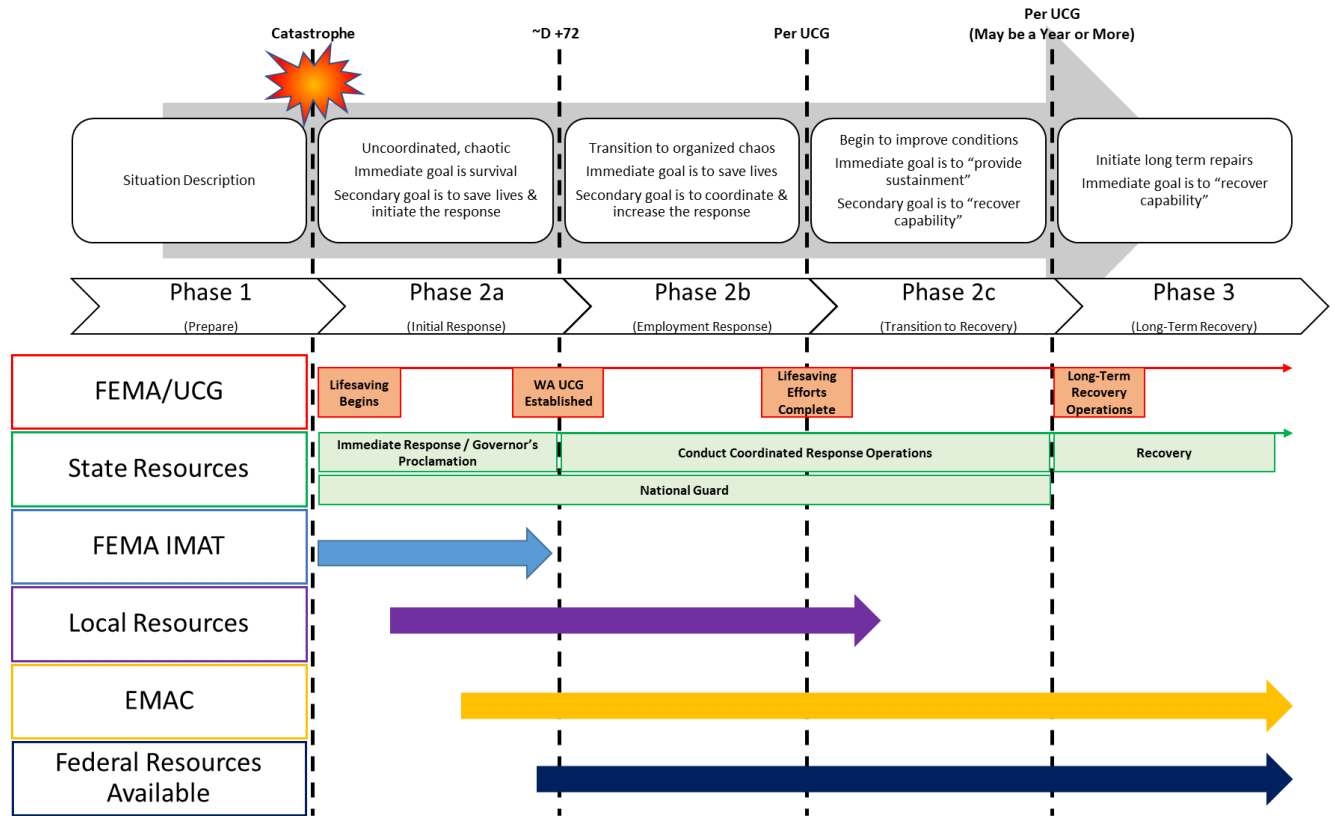 Catastrophe
~D +72
Per UCG
Per UCG
(May be a Year or More)
Situation Description
Uncoordinated, chaotic
Immediate goal is survival
Secondary goal is to save lives &
initiate the response
Transition to organized chaos
Immediate goal is to save lives
Secondary goal is to coordinate &
increase the response
Begin to improve conditions
Immediate goal is to “provide
sustainment”
Secondary goal is to “recover
capability”
Initiate long term repairs
Immediate goal is to “recover
capability”
Phase 1
(Prepare)
Phase 2a
(Initial Response)
Phase 2b
(Employment Response)
Phase 2c
(Transition to Recovery)
Phase 3
(Long-Term Recovery)
FEMA/UCG
Lifesaving
Begins
WA UCG
Established
Lifesaving
Efforts
Complete
Long-Term
Recovery
Operations
State Resources
Immediate Response / Governor’s
Proclamation
Conduct Coordinated Response Operations
Recovery
National Guard
FEMA IMAT
Local Resources
EMAC
Federal Resources
Available